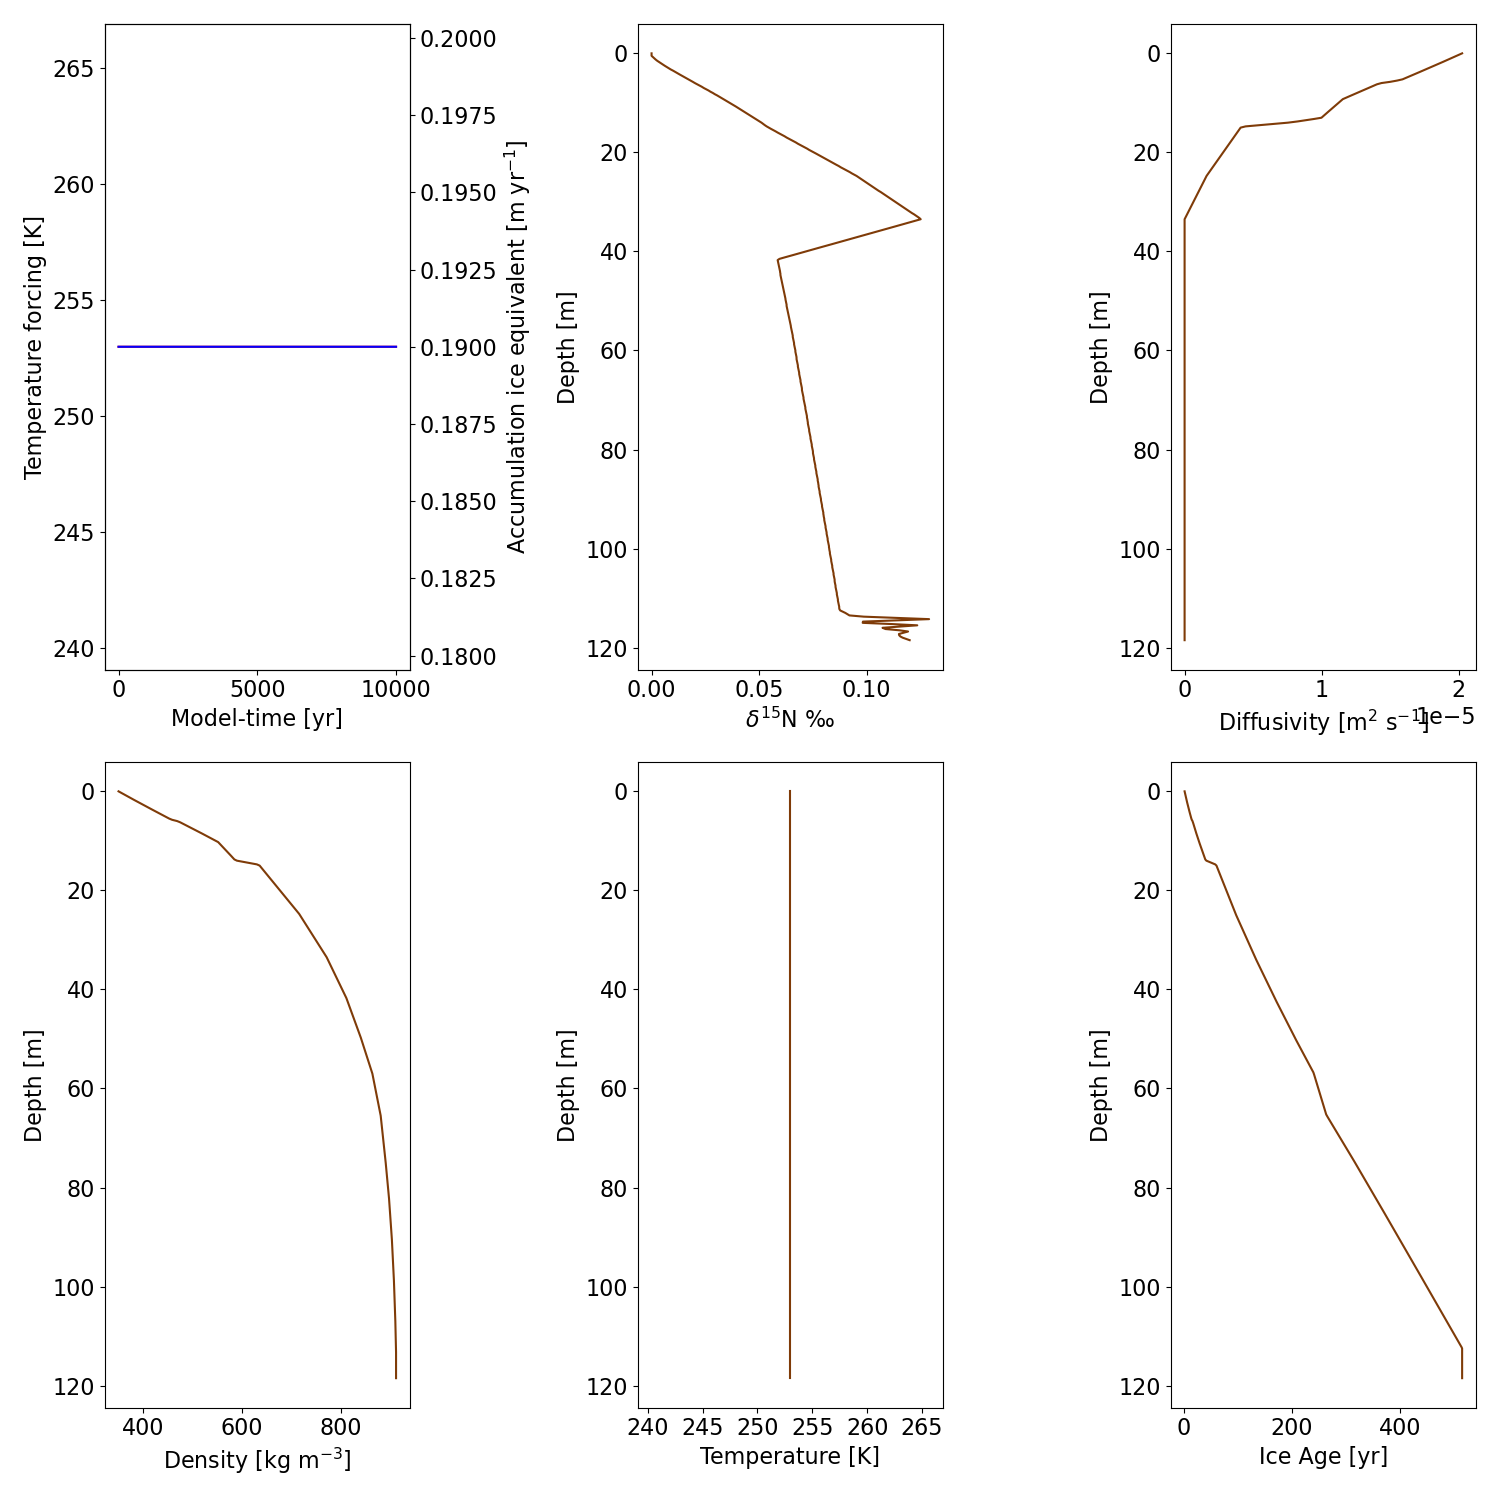 Temperature forcing [K]
265
260
255
250
245
240
0 5000 10000
Model-time [yr]
0.2000
0.1975
0.1950
0.1925
0.1900
0.1875
0.1850
0.1825
0.1800
Accumulation ice equivalent [m yr⁻¹]
Depth [m]
0
20
40
60
80
100
120
0.00 0.05 0.10
δ¹⁵N ‰
Depth [m]
0
20
40
60
80
100
120
0 1 2
Diffusivity [m² s⁻¹]
1e−5
Depth [m]
0
20
40
60
80
100
120
400 600 800
Density [kg m⁻³]
Depth [m]
0
20
40
60
80
100
120
240 245 250 255 260 265
Temperature [K]
Depth [m]
0
20
40
60
80
100
120
0 200 400
Ice Age [yr]